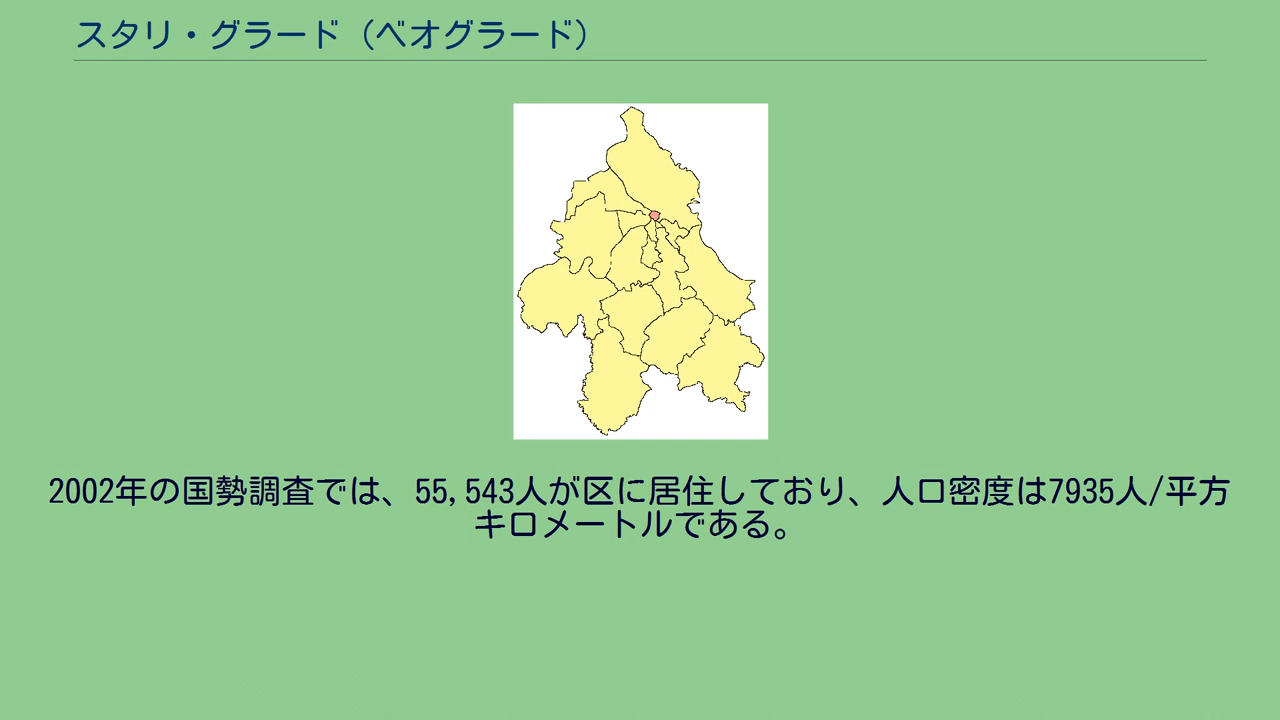 スタリ・グラード（ベオグラード）
2002年の国勢調査では、55,543人が区に居住しており、人口密度は7935人/平方
キロメートルである。